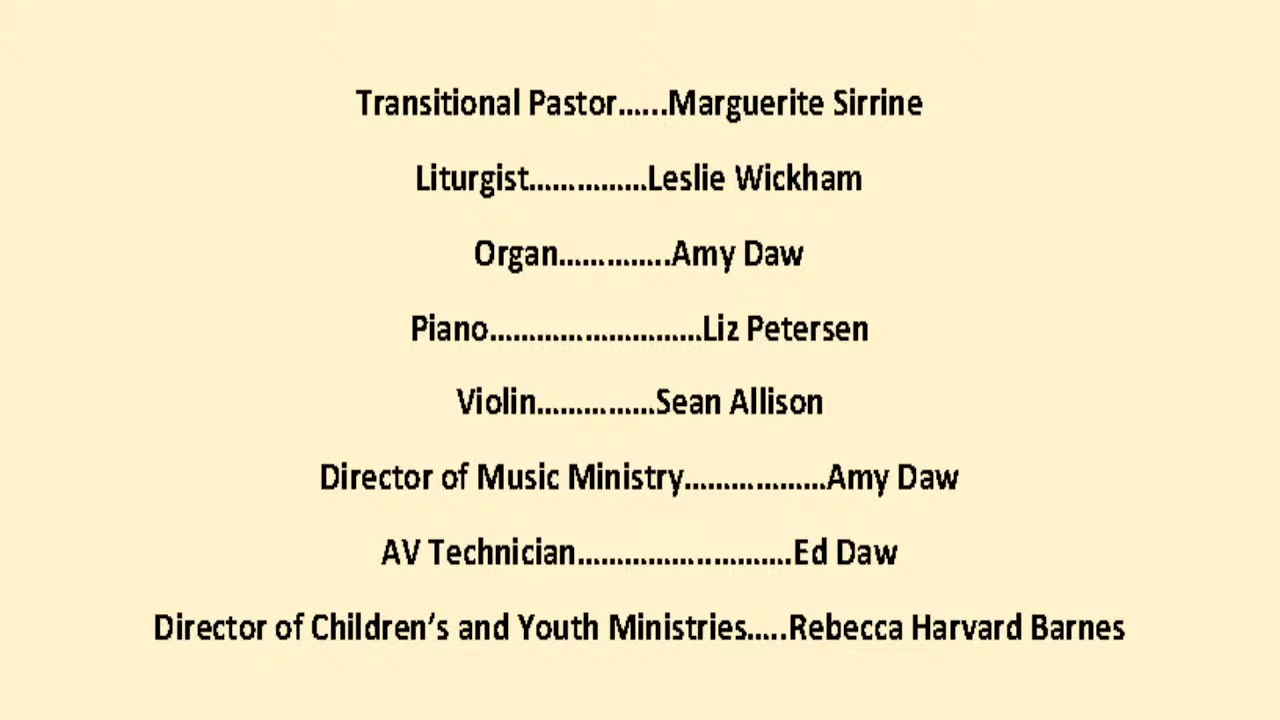 Transitional Pastor......Marguerite Sirrine
Liturgist...............Leslie Wickham
Organ..............Amy Daw
Piano...........................Liz Petersen
Violin...............Sean Allison
Director of Music Ministry..................Amy Daw
AV Technician...........................Ed Daw
Director of Children’s and Youth Ministries.....Rebecca Harvard Barnes